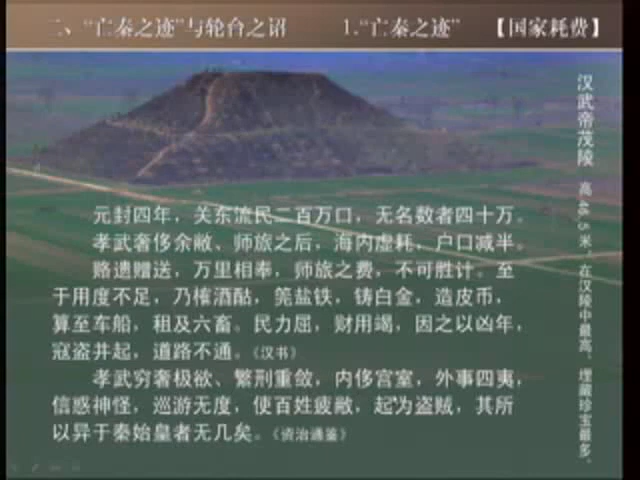 二、“亡秦之迹”与轮台之诏 1.“亡秦之迹” 【国家耗费】
汉武帝茂陵 高46.5米，在汉陵中最高，埋藏珍宝最多。
元封四年，关东流民二百万口，无名数者四十万。
孝武奢侈余敝、师旅之后，海内虚耗，户口减半。
赂遗赠送，万里相奉，师旅之费，不可胜计。至
于用度不足，乃榷酒酤，筦盐铁，铸白金，造皮币，
算至车船，租及六畜。民力屈，财用竭，因之以凶年，
寇盗并起，道路不通。（汉书）
孝武穷奢极欲、繁刑重敛，内侈宫室，外事四夷，
信惑神怪，巡游无度，使百姓疲敝，起为盗贼，其所
以异于秦始皇者无几矣。（资治通鉴）